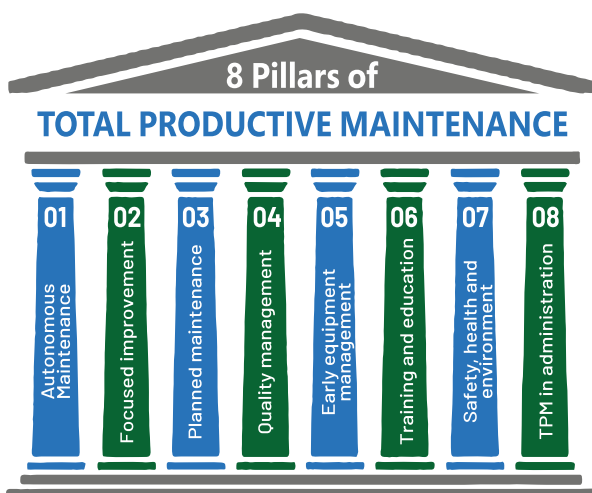 8 Pillars of
TOTAL PRODUCTIVE MAINTENANCE
01
Autonomous
Maintenance
02
Focused improvement
03
Planned maintenance
04
Quality management
05
Early equipment
management
06
Training and education
07
Safety, health and
environment
08
TPM in administration